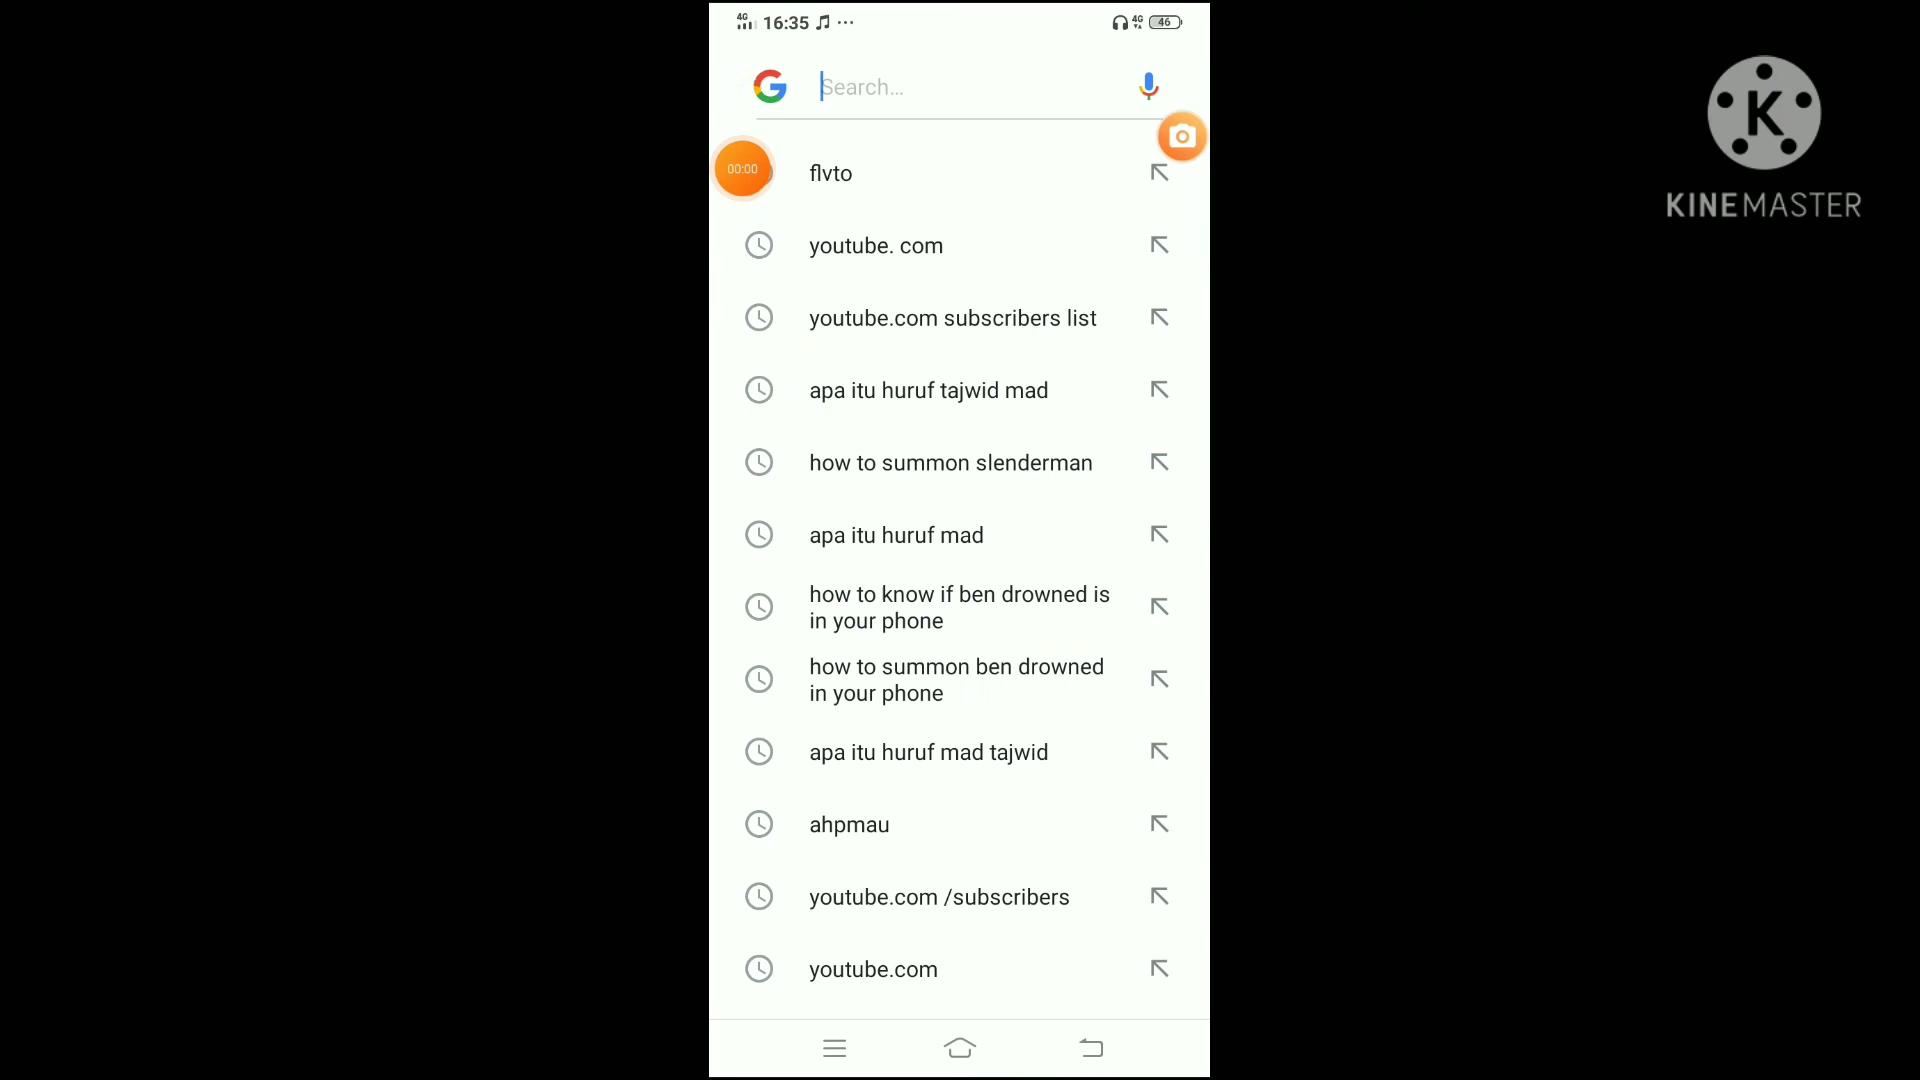 4G 16:35 ... 4G 46
Search...
00:00
flvto
youtube. com
youtube.com subscribers list
apa itu huruf tajwid mad
how to summon slenderman
apa itu huruf mad
how to know if ben drowned is
in your phone
how to summon ben drowned
in your phone
apa itu huruf mad tajwid
ahpmau
youtube.com /subscribers
youtube.com
K
KINEMASTER